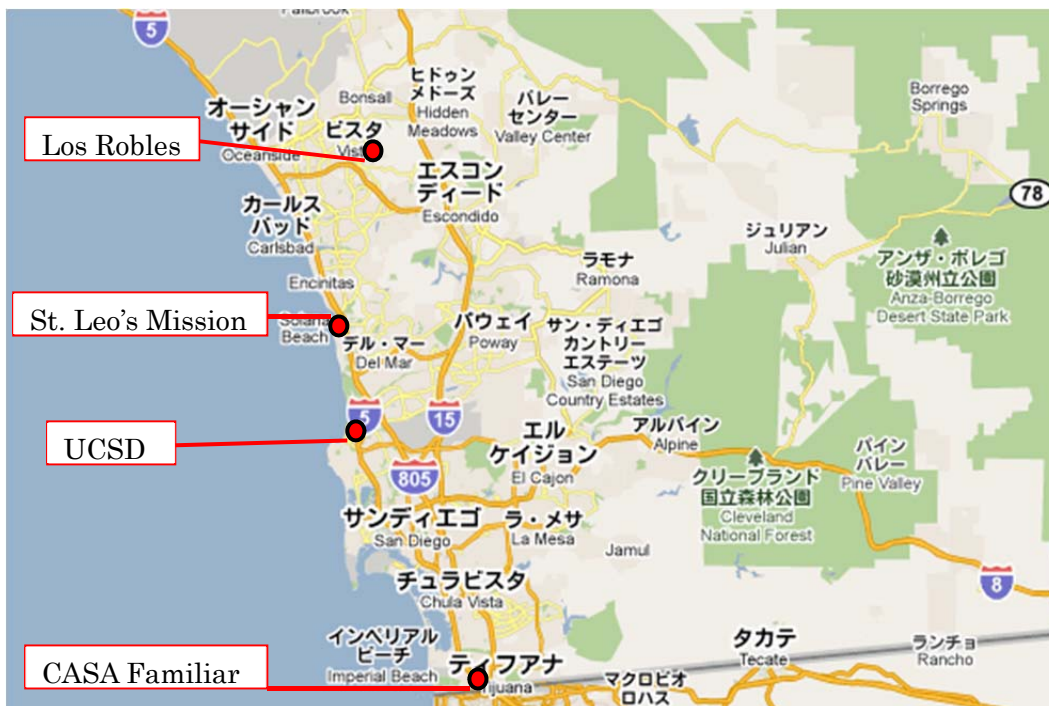 Fallbrook
5
Los Robles
オーシャン
サイド
Oceanside
Bonsall
ビスタ
Vista
ヒドゥン
メドーズ
Hidden
Meadows
バレー
センター
Valley Center
Borrego
Springs
78
エスコン
ディード
Escondido
カールス
バッド
Carlsbad
ジュリアン
Julian
アンザ・ボレゴ
砂漠州立公園
Anza-Borrego
Desert State Park
ラモナ
Ramona
Encinitas
St. Leo's Mission
Solana
Beach
デル・マー
Del Mar
パウェイ
Poway
サン・ディエゴ
カントリー
エステーツ
San Diego
Country Estates
UCSD
5
15
805
エル
ケイジョン
El Cajon
アルパイン
Alpine
パイン
バレー
Pine Valley
クリーブランド
国立森林公園
Cleveland
National Forest
サンディエゴ
San Diego
ラ・メサ
La Mesa
Jamul
8
チュラビスタ
Chula Vista
インペリアル
ビーチ
Imperial Beach
CASA Familiar
ティフアナ
Tijuana
マクロビオ
ロハス
タカテ
Tecate
ランチョ
Rancho